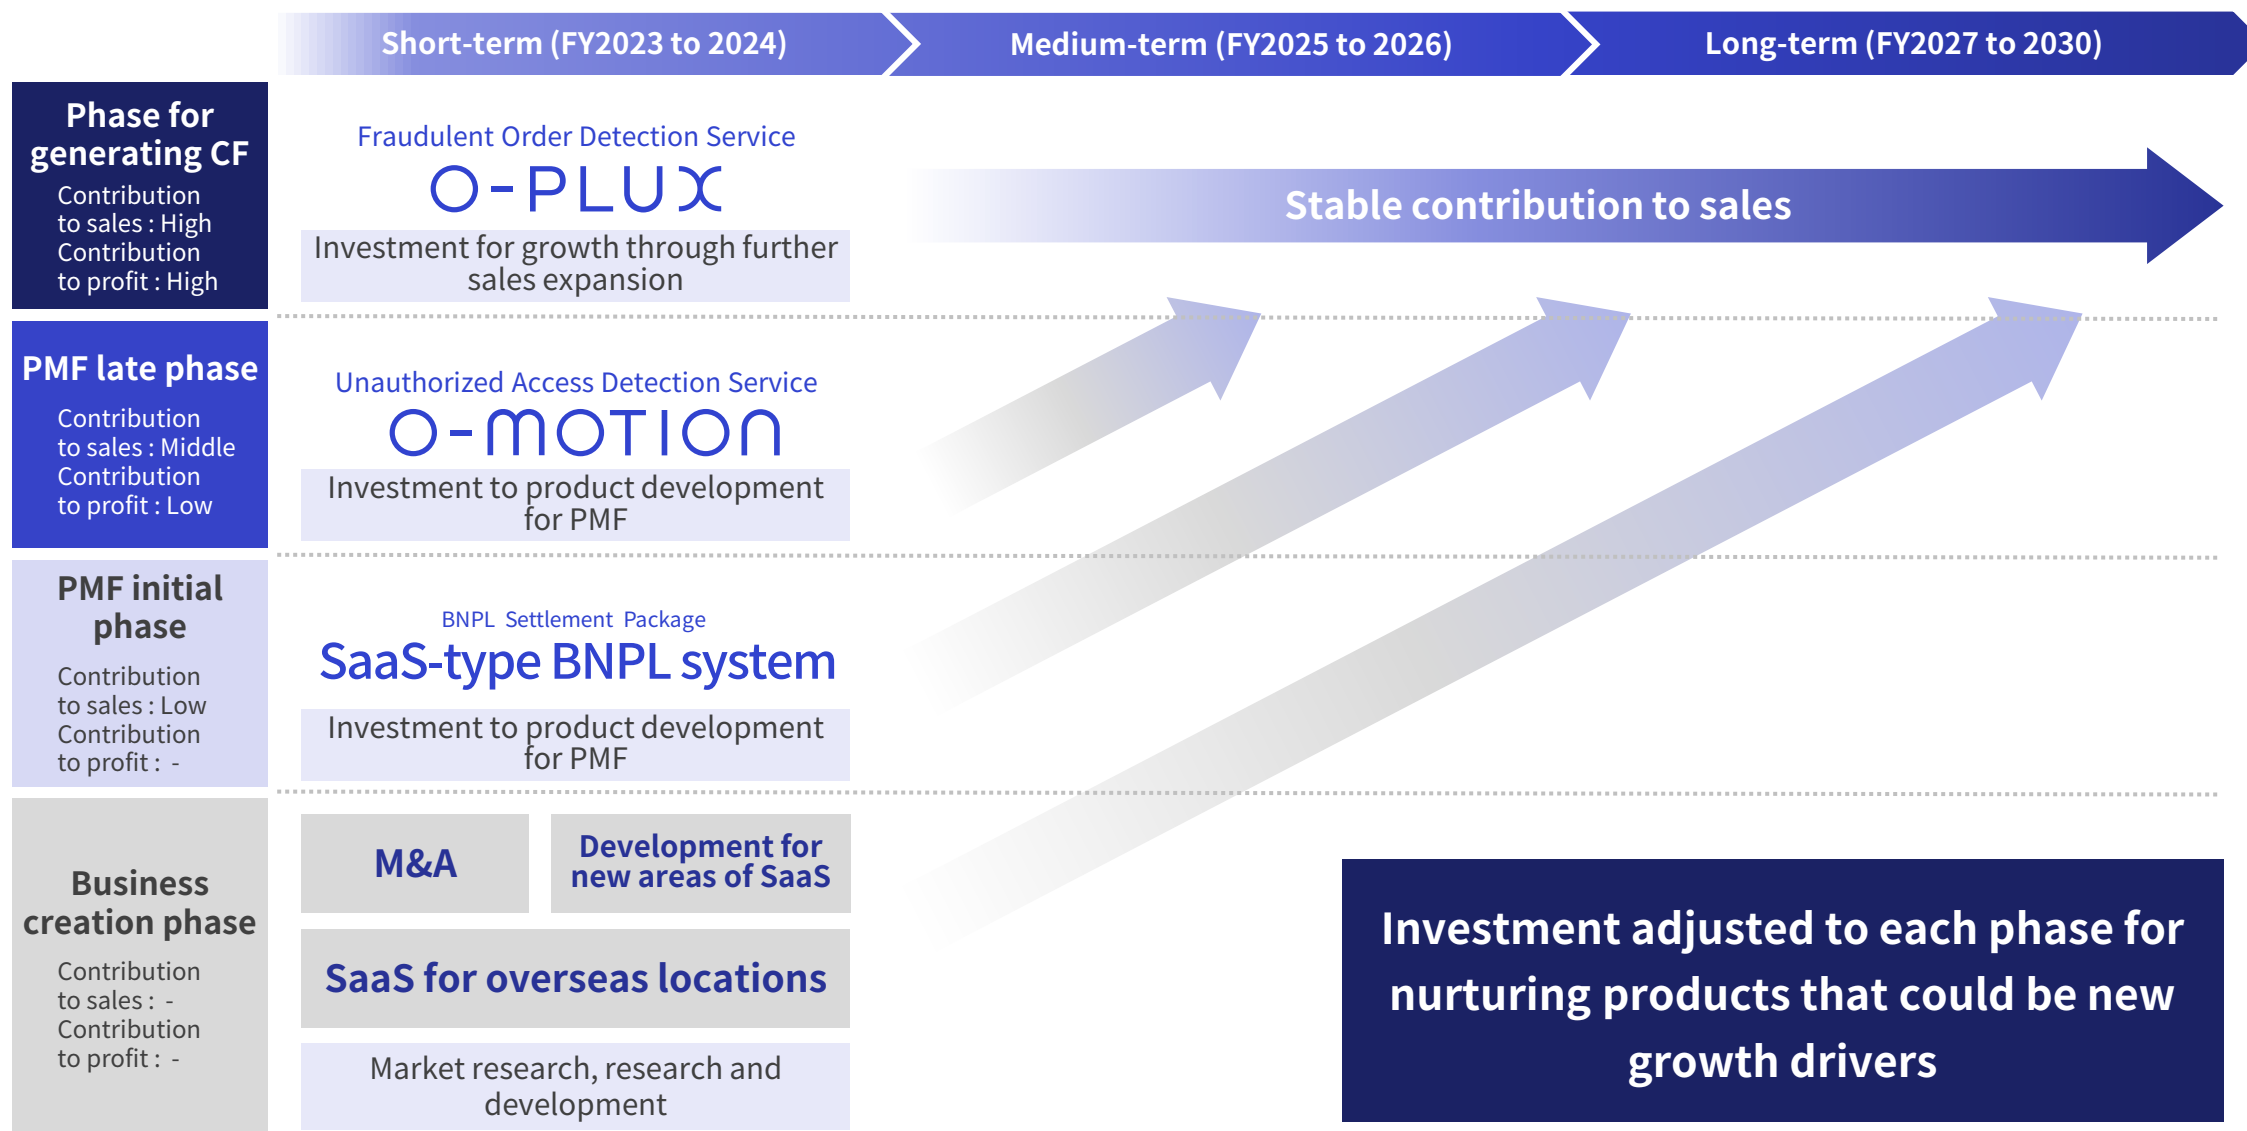 Short-term (FY2023 to 2024)
Medium-term (FY2025 to 2026)
Long-term (FY2027 to 2030)
Phase for
generating CF
Contribution
to sales : High
Contribution
to profit : High
Fraudulent Order Detection Service
O-PLUX
Investment for growth through further
sales expansion
Stable contribution to sales
PMF late phase
Contribution
to sales : Middle
Contribution
to profit : Low
Unauthorized Access Detection Service
O-MOTION
Investment to product development
for PMF
PMF initial
phase
Contribution
to sales : Low
Contribution
to profit : -
BNPL Settlement Package
SaaS-type BNPL system
Investment to product development
for PMF
Business
creation phase
Contribution
to sales : -
Contribution
to profit : -
M&A
Development for
new areas of SaaS
SaaS for overseas locations
Market research, research and
development
Investment adjusted to each phase for
nurturing products that could be new
growth drivers